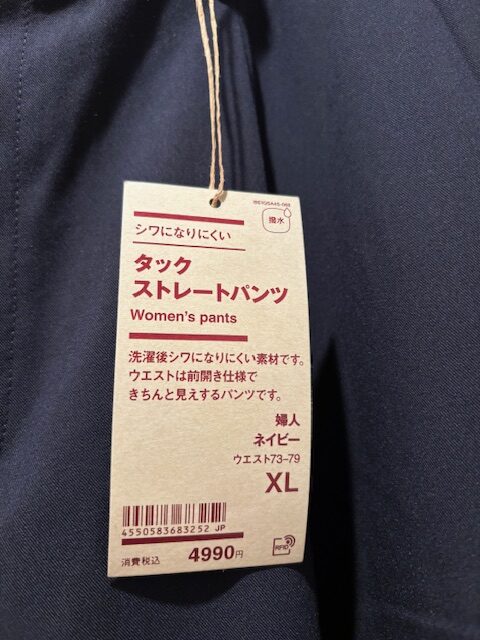 撥水
シワになりにくい
タック
ストレートパンツ
Women's pants
洗濯後シワになりにくい素材です。
ウエストは前開き仕様で
きちんと見えするパンツです。
婦人
ネイビー
ウエスト73-79
XL
4550583683252 JP
消費税込 4990円
RFID